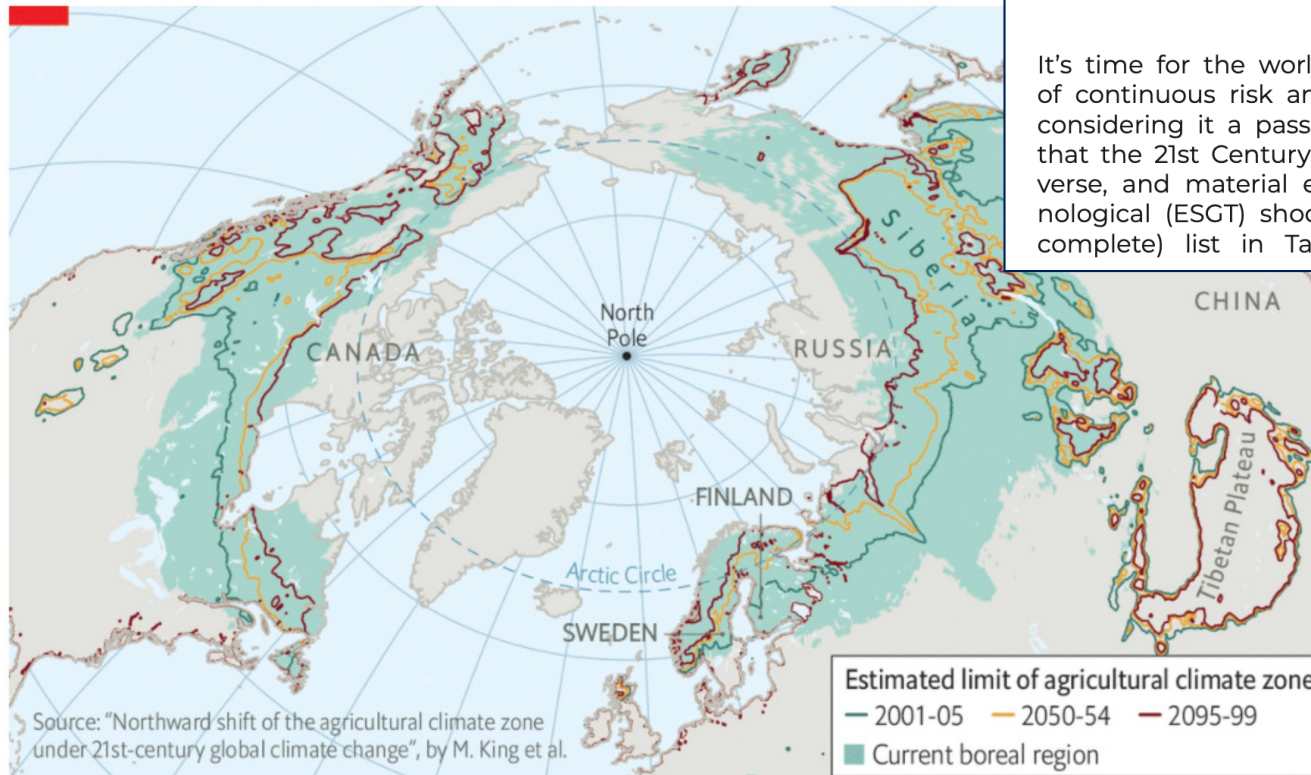 It's time for the worl
of continuous risk an
considering it a pass
that the 21st Century
verse, and material e
nological (ESGT) shoc
complete) list in Ta
Siberia
CHINA
North
Pole
CANADA
RUSSIA
FINLAND
Tibetan Plateau
Arctic Circle
SWEDEN
Estimated limit of agricultural climate zone
2001-05 2050-54 2095-99
Current boreal region
Source: "Northward shift of the agricultural climate zone
under 21st-century global climate change", by M. King et al.